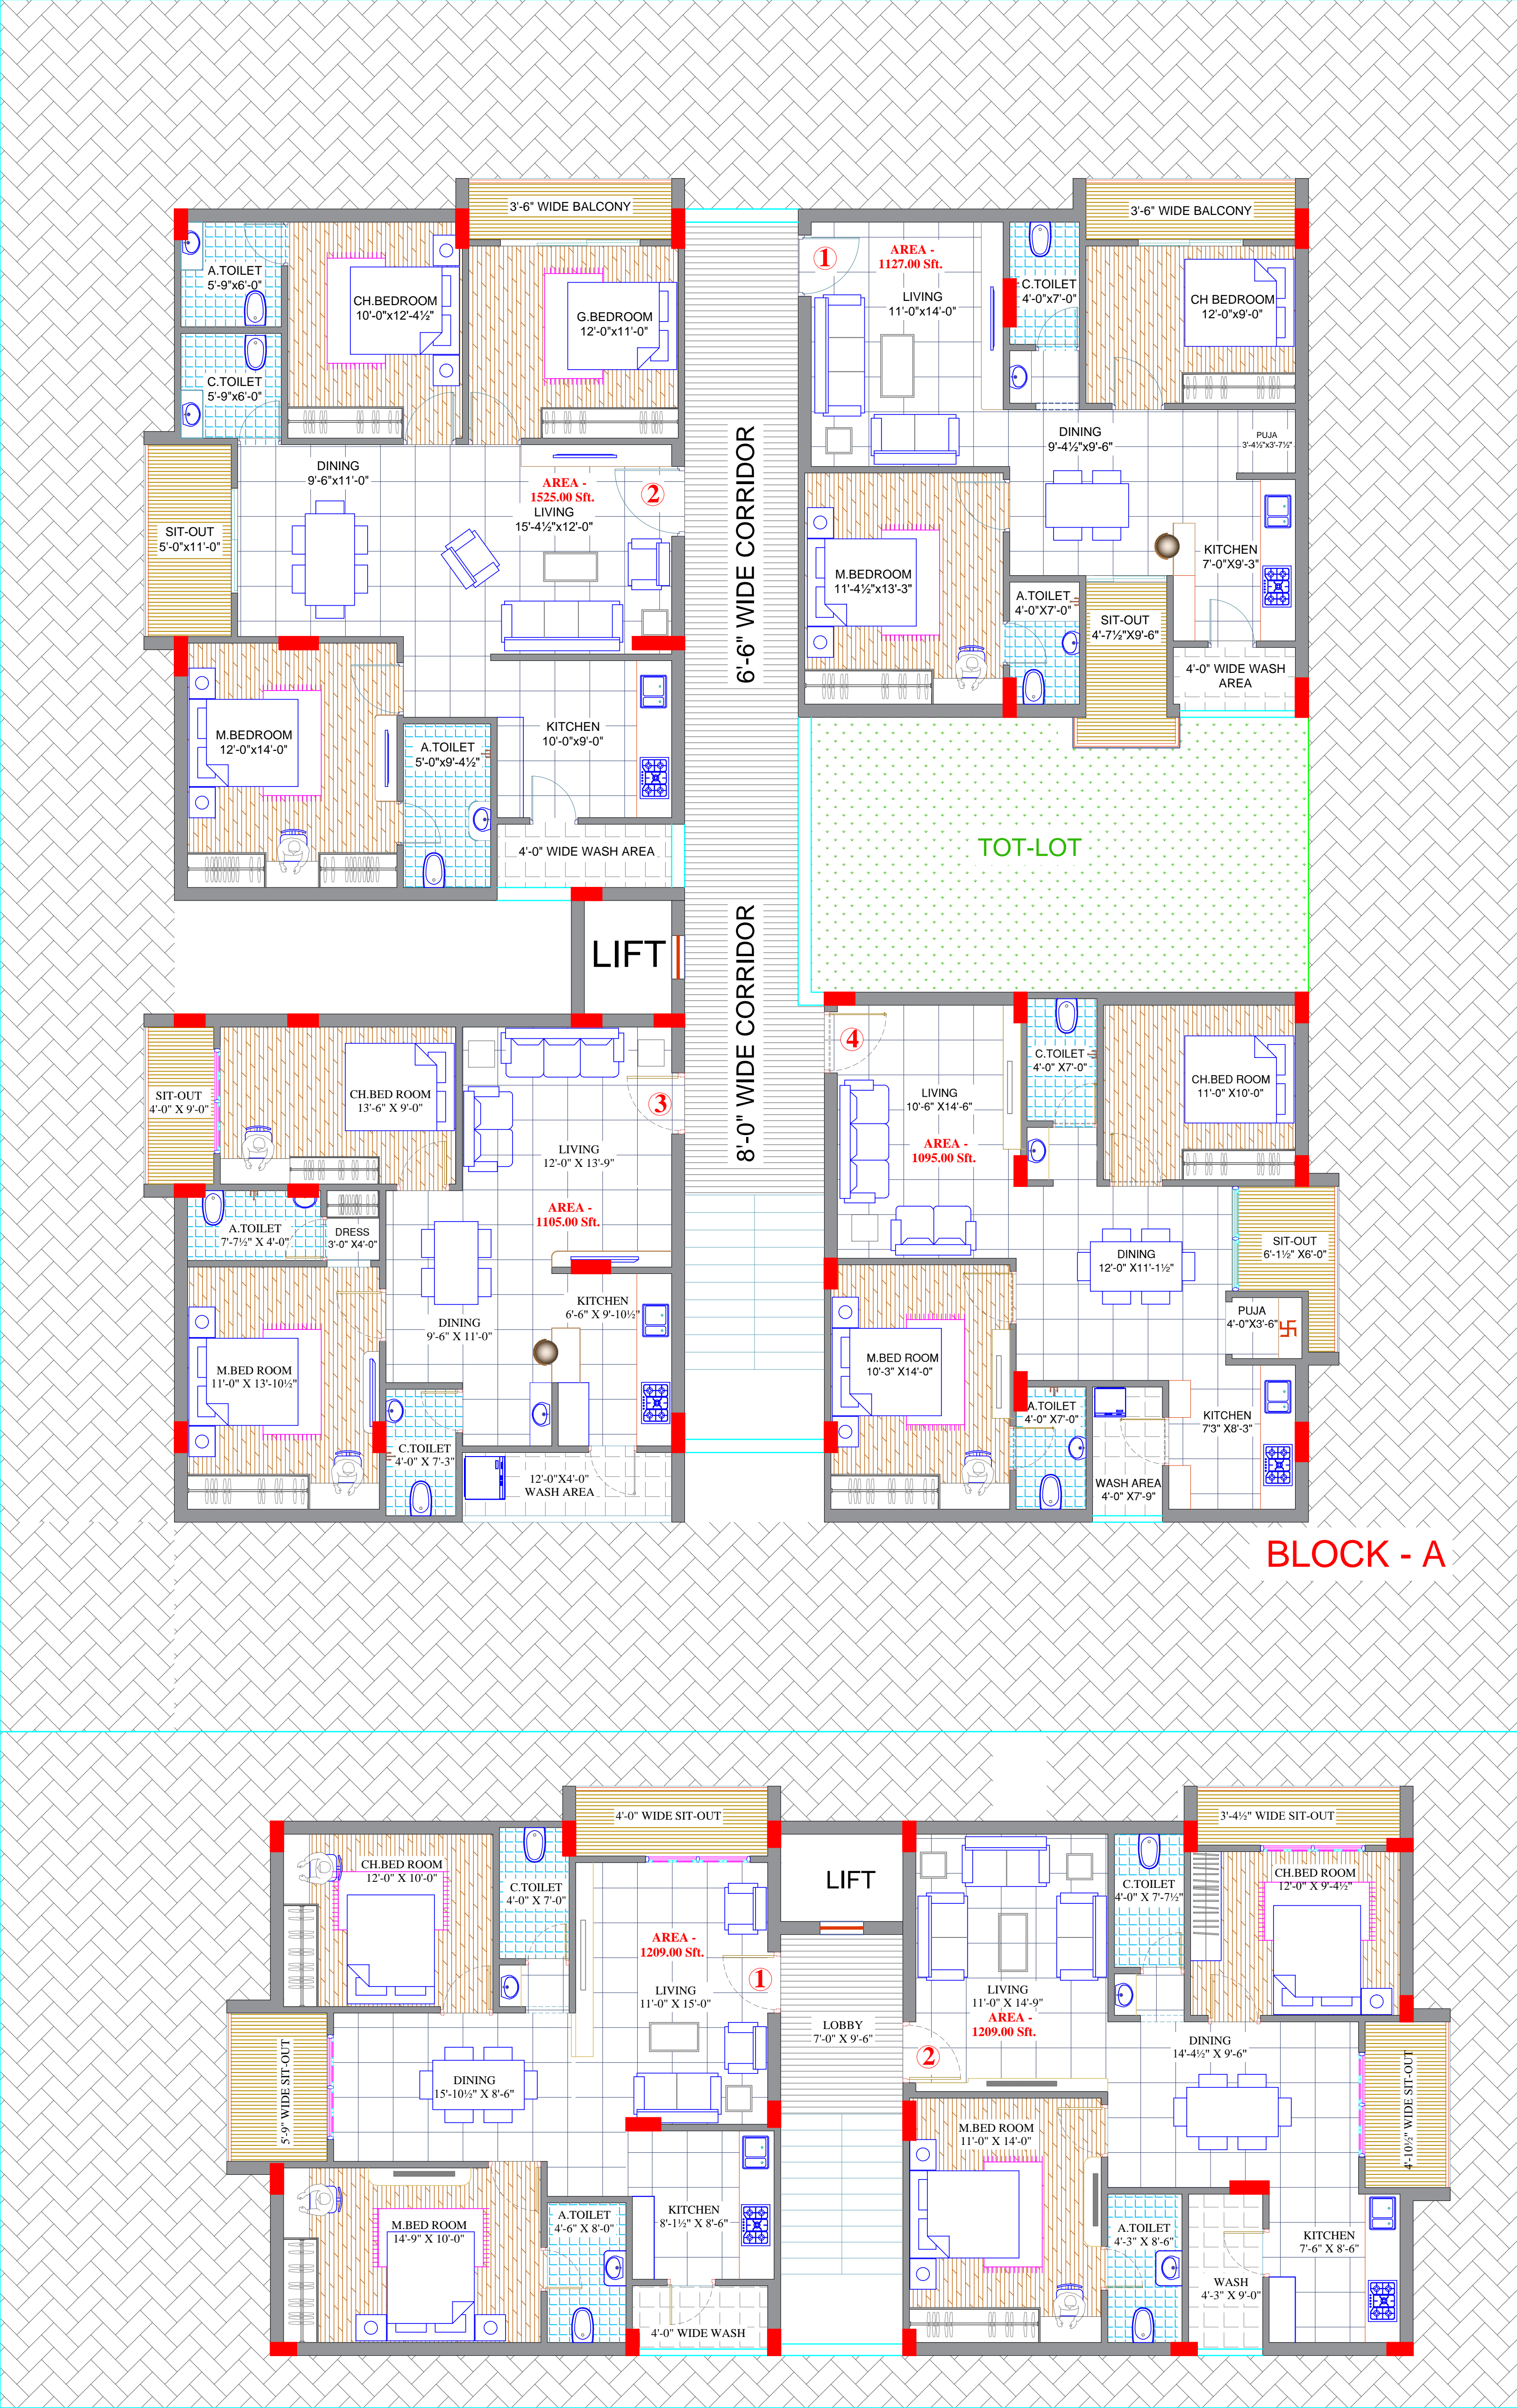 3'-6" WIDE BALCONY
A.TOILET
5'-9"x6'-0"
CH.BEDROOM
10'-0"x12'-4½"
G.BEDROOM
12'-0"x11'-0"
C.TOILET
5'-9"x6'-0"
DINING
9'-6"x11'-0"
AREA -
1525.00 Sft.
LIVING
15'-4½"x12'-0"
2
SIT-OUT
5'-0"x11'-0"
M.BEDROOM
12'-0"x14'-0"
A.TOILET
5'-0"x9'-4½"
KITCHEN
10'-0"x9'-0"
4'-0" WIDE WASH AREA
6'-6" WIDE CORRIDOR
3'-6" WIDE BALCONY
1
AREA -
1127.00 Sft.
LIVING
11'-0"x14'-0"
C.TOILET
4'-0"x7'-0"
CH BEDROOM
12'-0"x9'-0"
DINING
9'-4½"x9'-6"
PUJA
3'-4½"x3'-7½"
M.BEDROOM
11'-4½"x13'-3"
KITCHEN
7'-0"X9'-3"
A.TOILET
4'-0"X7'-0"
SIT-OUT
4'-7½"X9'-6"
4'-0" WIDE WASH
AREA
TOT-LOT
LIFT
8'-0" WIDE CORRIDOR
SIT-OUT
4'-0" X 9'-0"
CH.BED ROOM
13'-6" X 9'-0"
3
LIVING
12'-0" X 13'-9"
AREA -
1105.00 Sft.
A.TOILET
7'-7½" X 4'-0"
DRESS
3'-0" X4'-0"
KITCHEN
6'-6" X 9'-10½"
DINING
9'-6" X 11'-0"
M.BED ROOM
11'-0" X 13'-10½"
C.TOILET
4'-0" X 7'-3"
12'-0"X4'-0"
WASH AREA
4
C.TOILET
4'-0" X7'-0"
CH.BED ROOM
11'-0" X10'-0"
LIVING
10'-6" X14'-6"
AREA -
1095.00 Sft.
DINING
12'-0" X11'-1½"
SIT-OUT
6'-1½" X6'-0"
PUJA
4'-0"X3'-6"
M.BED ROOM
10'-3" X14'-0"
A.TOILET
4'-0" X7'-0"
KITCHEN
7'3" X8'-3"
WASH AREA
4'-0" X7'-9"
BLOCK - A
4'-0" WIDE SIT-OUT
CH.BED ROOM
12'-0" X 10'-0"
C.TOILET
4'-0" X 7'-0"
AREA -
1209.00 Sft.
1
LIVING
11'-0" X 15'-0"
5'-9" WIDE SIT-OUT
DINING
15'-10½" X 8'-6"
M.BED ROOM
14'-9" X 10'-0"
A.TOILET
4'-6" X 8'-0"
KITCHEN
8'-1½" X 8'-6"
4'-0" WIDE WASH
LIFT
LOBBY
7'-0" X 9'-6"
3'-4½" WIDE SIT-OUT
CH.BED ROOM
12'-0" X 9'-4½"
C.TOILET
4'-0" X 7'-7½"
LIVING
11'-0" X 14'-9"
AREA -
1209.00 Sft.
2
DINING
14'-4½" X 9'-6"
4'-10½" WIDE SIT-OUT
M.BED ROOM
11'-0" X 14'-0"
A.TOILET
4'-3" X 8'-6"
KITCHEN
7'-6" X 8'-6"
WASH
4'-3" X 9'-0"